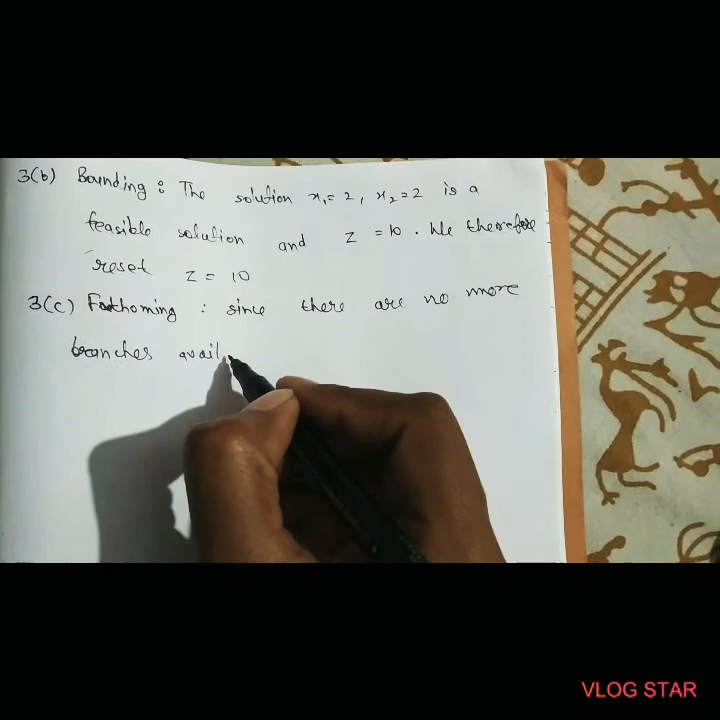 3(b) Bounding : The solution x₁ = 2, x₂ = 2 is a
feasible solution and z = 10 . We therefore
reset z = 10
3(c) Fathoming : since there are no more
branches avail
VLOG STAR